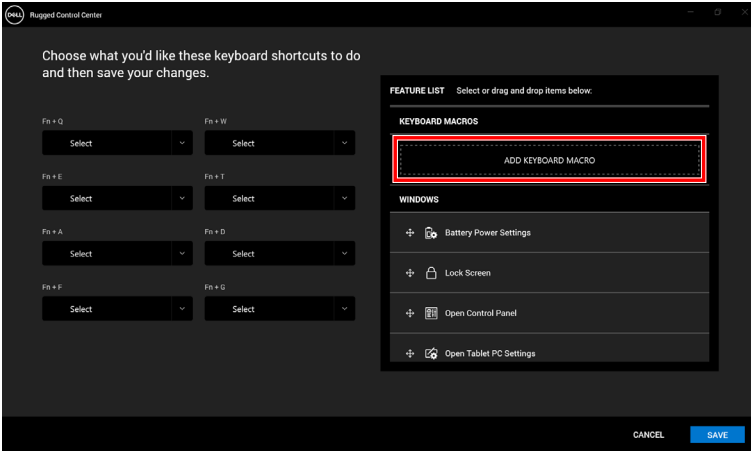 DELL Rugged Control Center
Choose what you'd like these keyboard shortcuts to do
and then save your changes.
Fn + Q
Fn + W
Select
Select
Fn + E
Fn + T
Select
Select
Fn + A
Fn + D
Select
Select
Fn + F
Fn + G
Select
Select
FEATURE LIST Select or drag and drop items below:
KEYBOARD MACROS
ADD KEYBOARD MACRO
WINDOWS
Battery Power Settings
Lock Screen
Open Control Panel
Open Tablet PC Settings
CANCEL
SAVE